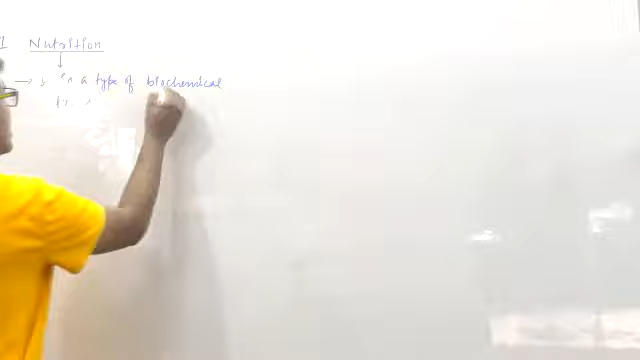 Nutrition
→ is a type of biochemical